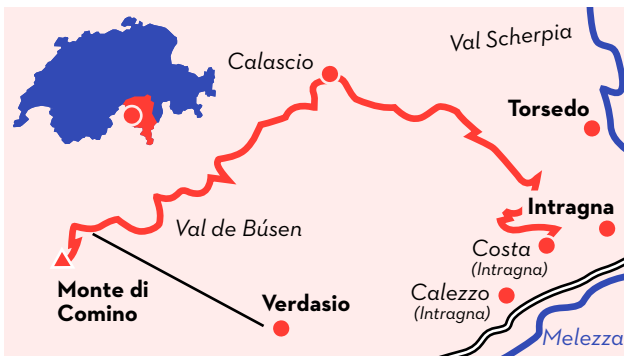 Val Scherpia
Calascio
Torsedo
Intragna
Val de Búsen
Costa
(Intragna)
Monte di
Comino
Calezzo
(Intragna)
Verdasio
Melezza